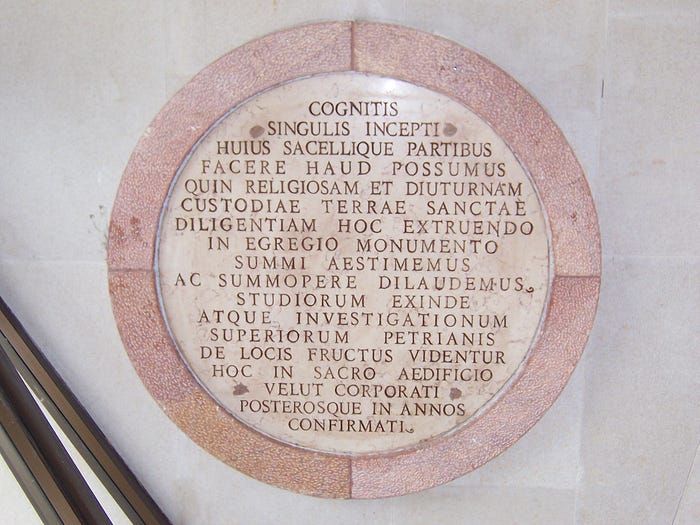 COGNITIS
SINGULIS INCEPTI
HUIUS SACELLIQUE PARTIBUS
FACERE HAUD POSSUMUS
QUIN RELIGIOSAM ET DIUTURNAM
CUSTODIAE TERRAE SANCTAE
DILIGENTIAM HOC EXTRUENDO
IN EGREGIO MONUMENTO
SUMMI AESTIMEMUS
AC SUMMOPERE DILAUDEMUS.
STUDIORUM EXINDE
ATQUE INVESTIGATIONUM
SUPERIORUM PETRIANIS
DE LOCIS FRUCTUS VIDENTUR
HOC IN SACRO AEDIFICIO
VELUT CORPORATI
POSTEROSQUE IN ANNOS
CONFIRMATI.